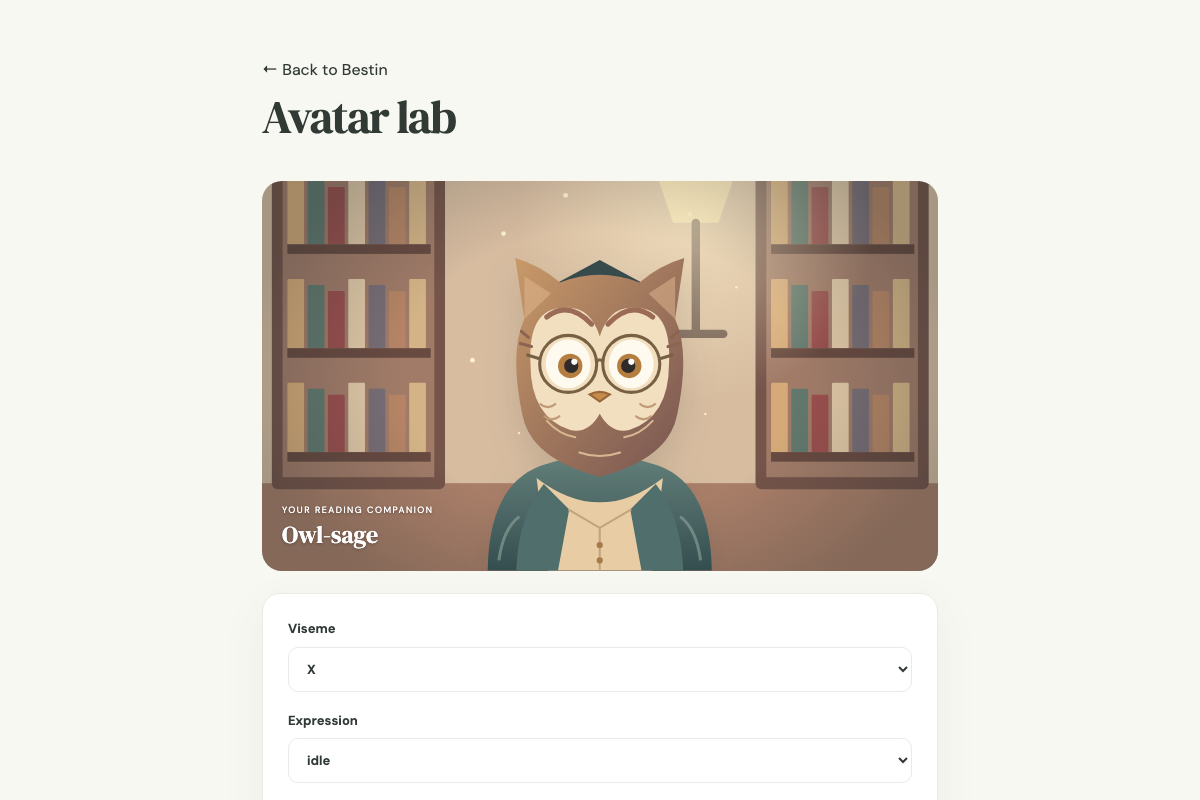 ← Back to Bestin
Avatar lab
YOUR READING COMPANION
Owl-sage
Viseme
X
Expression
idle